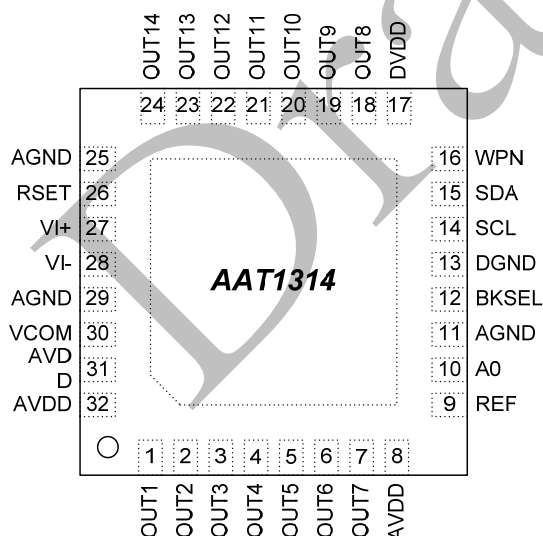 OUT14 OUT13 OUT12 OUT11 OUT10 OUT9 OUT8 DVDD
24 23 22 21 20 19 18 17
AGND 25 16 WPN
RSET 26 15 SDA
VI+ 27 14 SCL
VI- 28 13 DGND
AAT1314
AGND 29 12 BKSEL
VCOM 30 11 AGND
AVD
D 31 10 A0
AVDD 32 9 REF
1 2 3 4 5 6 7 8
OUT1 OUT2 OUT3 OUT4 OUT5 OUT6 OUT7 AVDD